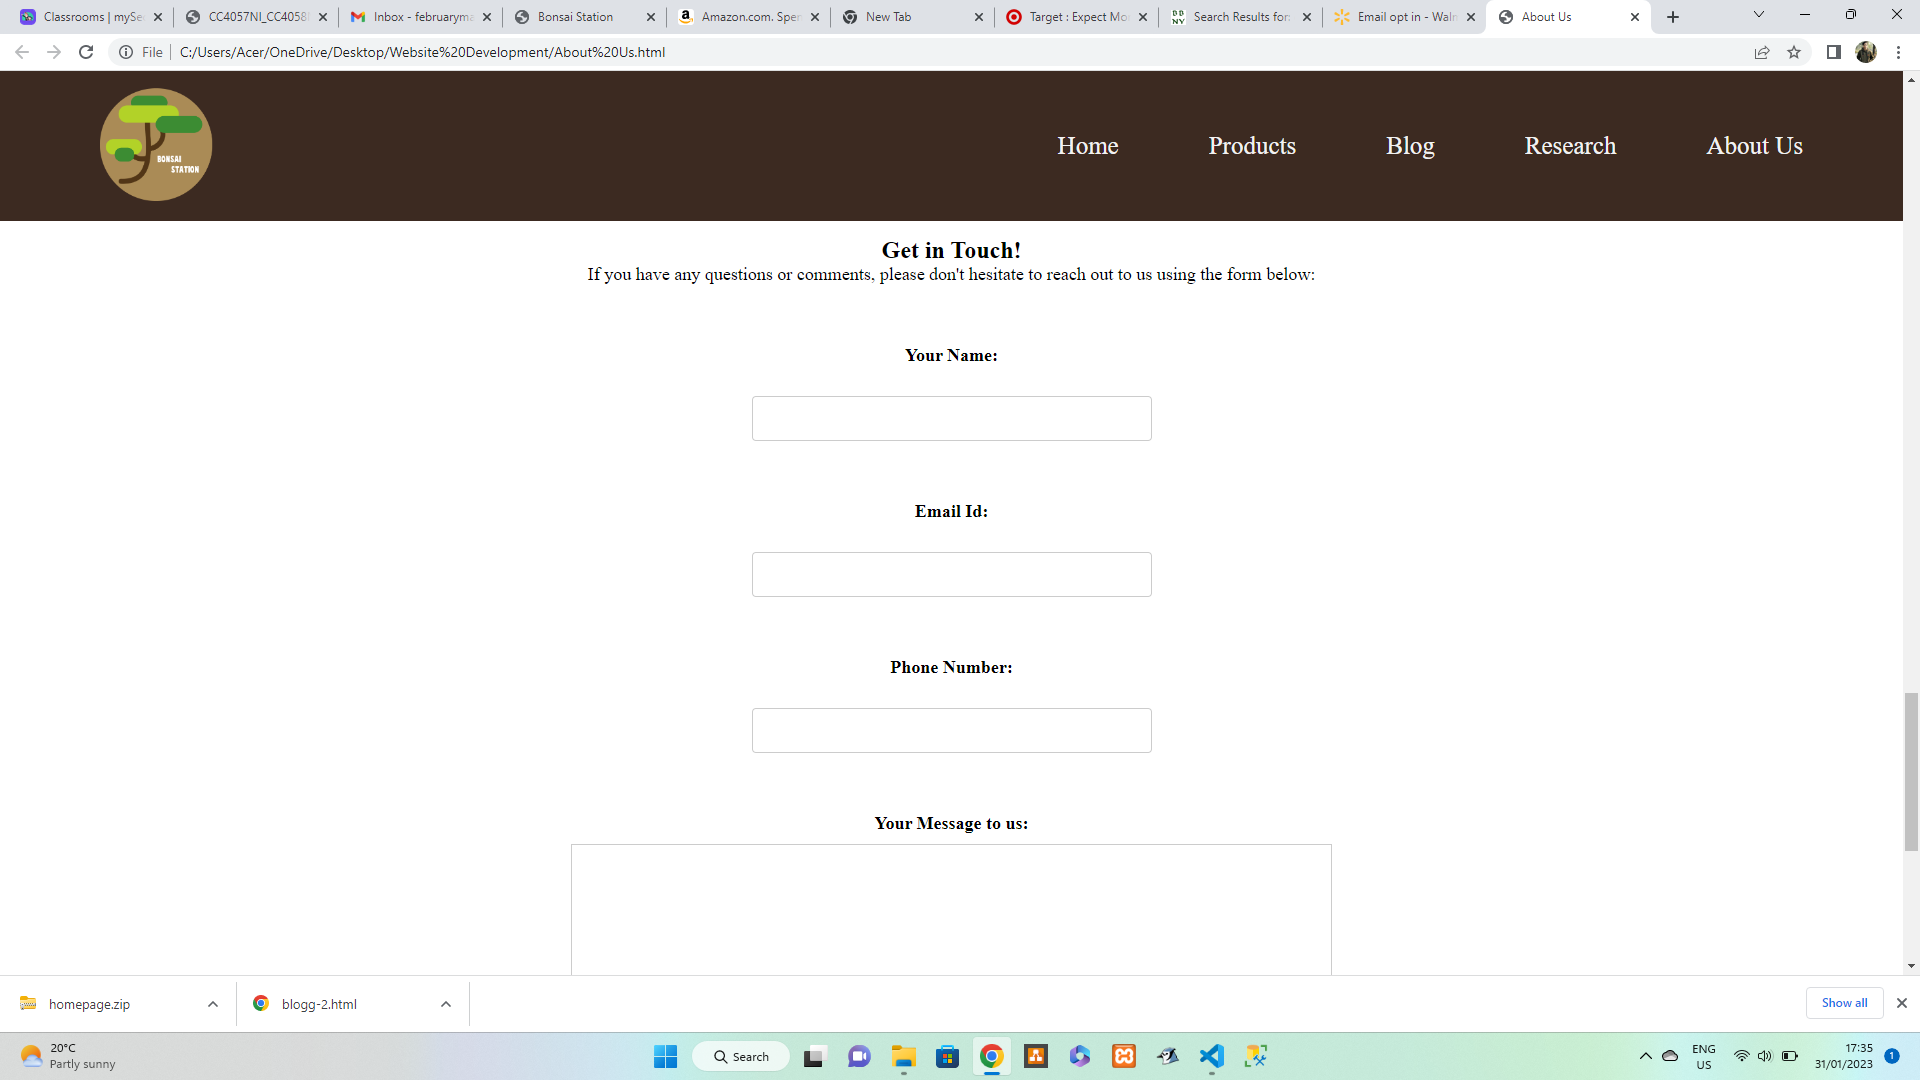 Classrooms | mySe
CC4057NI_CC4058
Inbox - februaryma
Bonsai Station
Amazon.com. Spen
New Tab
Target : Expect Mo
DDNY
Search Results for:
Email opt in - Waln
About Us
File
C:/Users/Acer/OneDrive/Desktop/Website%20Development/About%20Us.html
BONSAI
STATION
Home
Products
Blog
Research
About Us
Get in Touch!
If you have any questions or comments, please don't hesitate to reach out to us using the form below:
Your Name:
Email Id:
Phone Number:
Your Message to us:
homepage.zip
blogg-2.html
Show all
20°C
Partly sunny
Search
ENG
US
17:35
31/01/2023
1